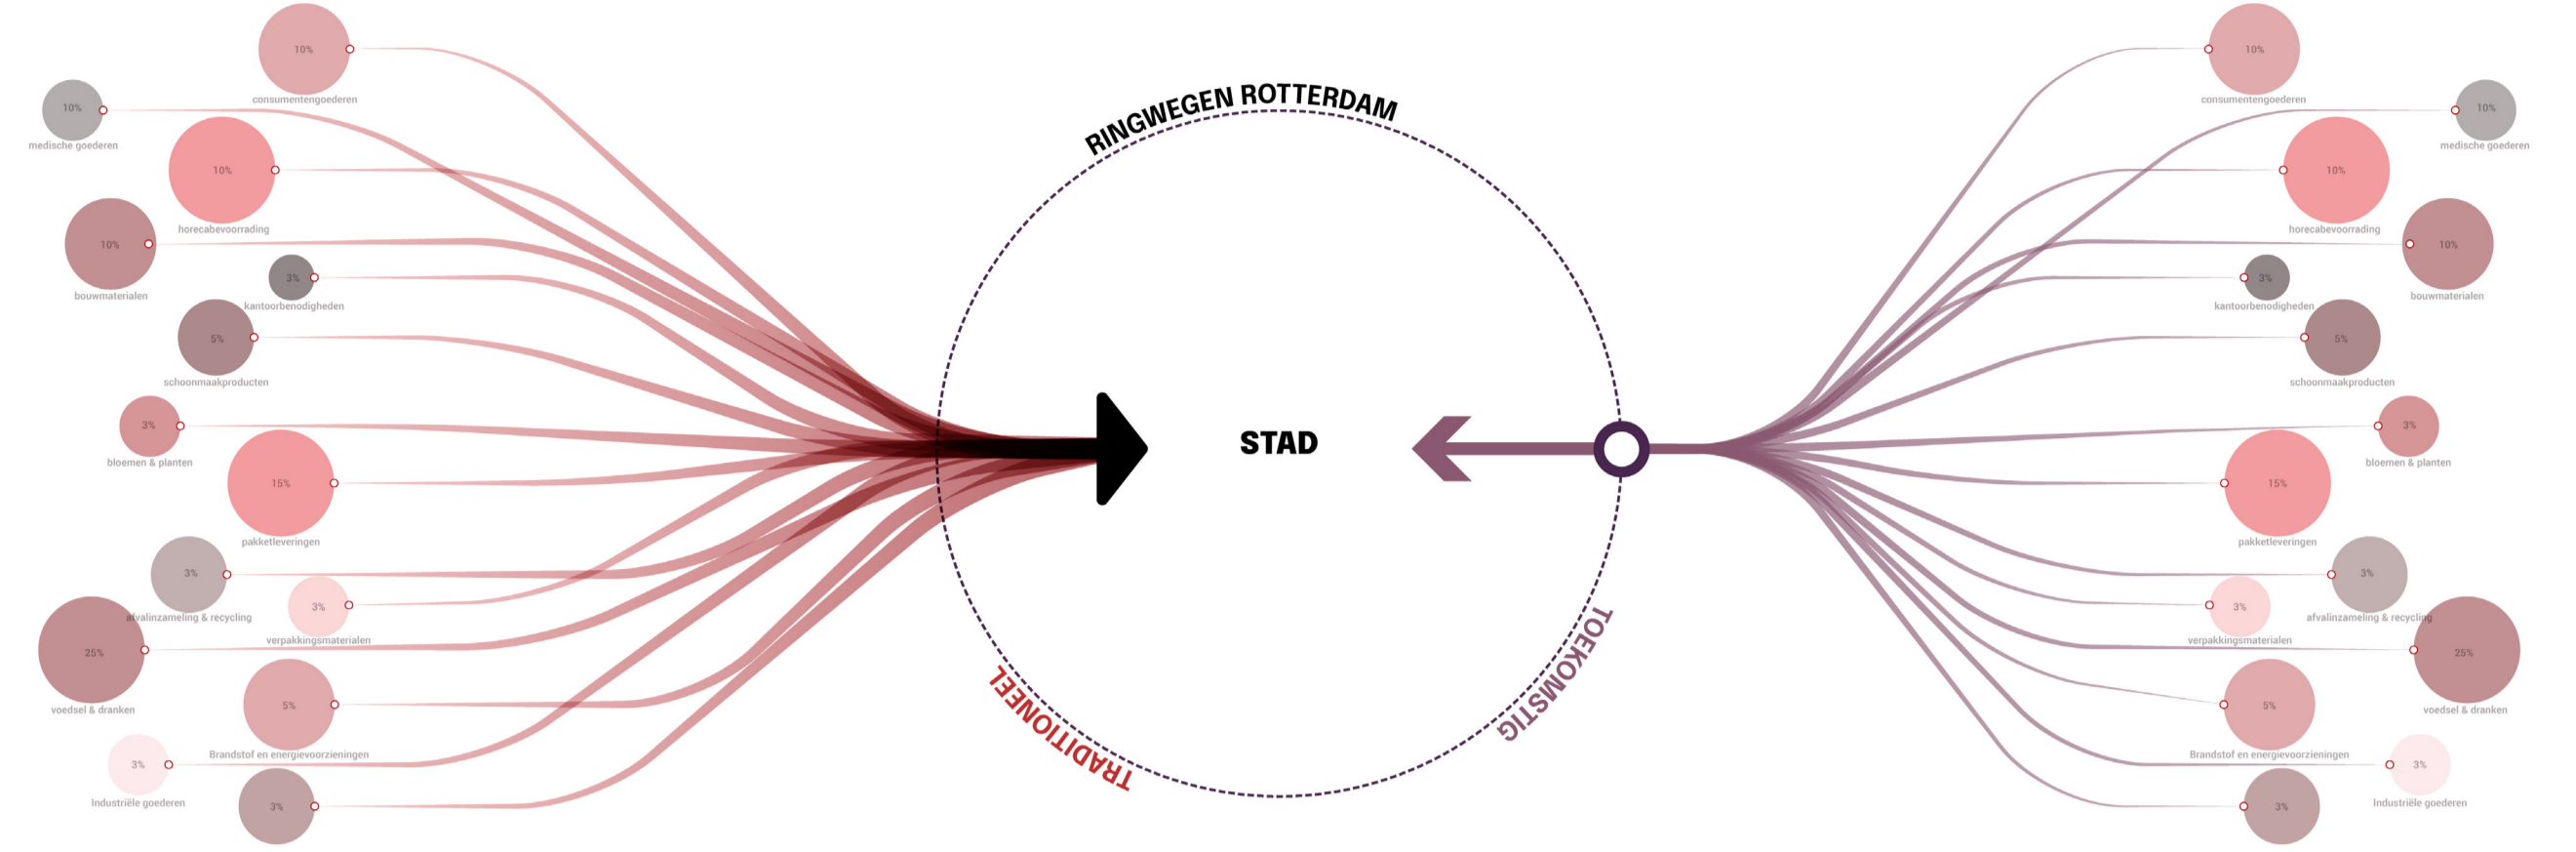 10%
consumentengoederen
10%
medische goederen
10%
horecabevoorrading
10%
bouwmaterialen
3%
kantoorbenodigheden
5%
schoonmaakproducten
3%
bloemen & planten
15%
pakketleveringen
3%
afvalinzameling & recycling
3%
verpakkingsmaterialen
25%
voedsel & dranken
5%
Brandstof en energievoorzieningen
3%
Industriële goederen
3%
RINGWEGEN ROTTERDAM
STAD
TRADITIONEEL
TOEKOMSTIG
10%
consumentengoederen
10%
medische goederen
10%
horecabevoorrading
10%
bouwmaterialen
3%
kantoorbenodigheden
5%
schoonmaakproducten
3%
bloemen & planten
15%
pakketleveringen
3%
afvalinzameling & recycling
3%
verpakkingsmaterialen
25%
voedsel & dranken
5%
Brandstof en energievoorzieningen
3%
Industriële goederen
3%